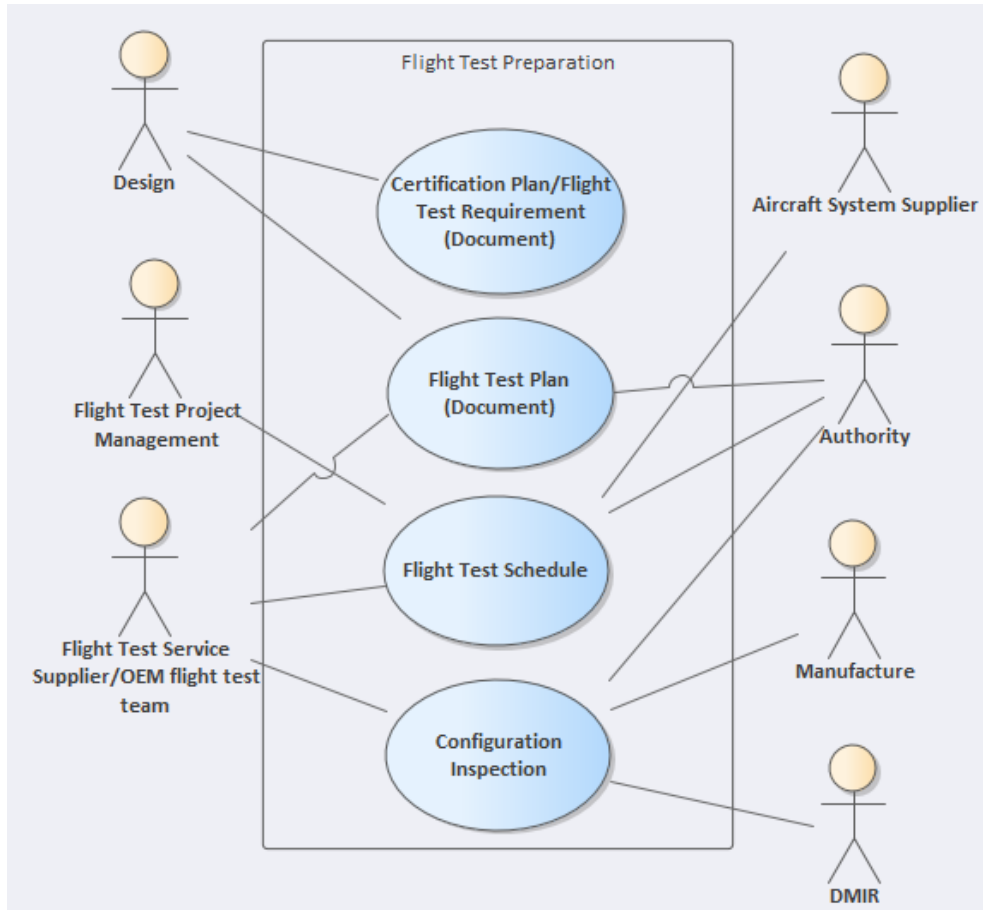 Flight Test Preparation
Design
Certification Plan/Flight
Test Requirement
(Document)
Aircraft System Supplier
Flight Test Project
Management
Flight Test Plan
(Document)
Authority
Flight Test Service
Supplier/OEM flight test
team
Flight Test Schedule
Manufacture
Configuration
Inspection
DMIR